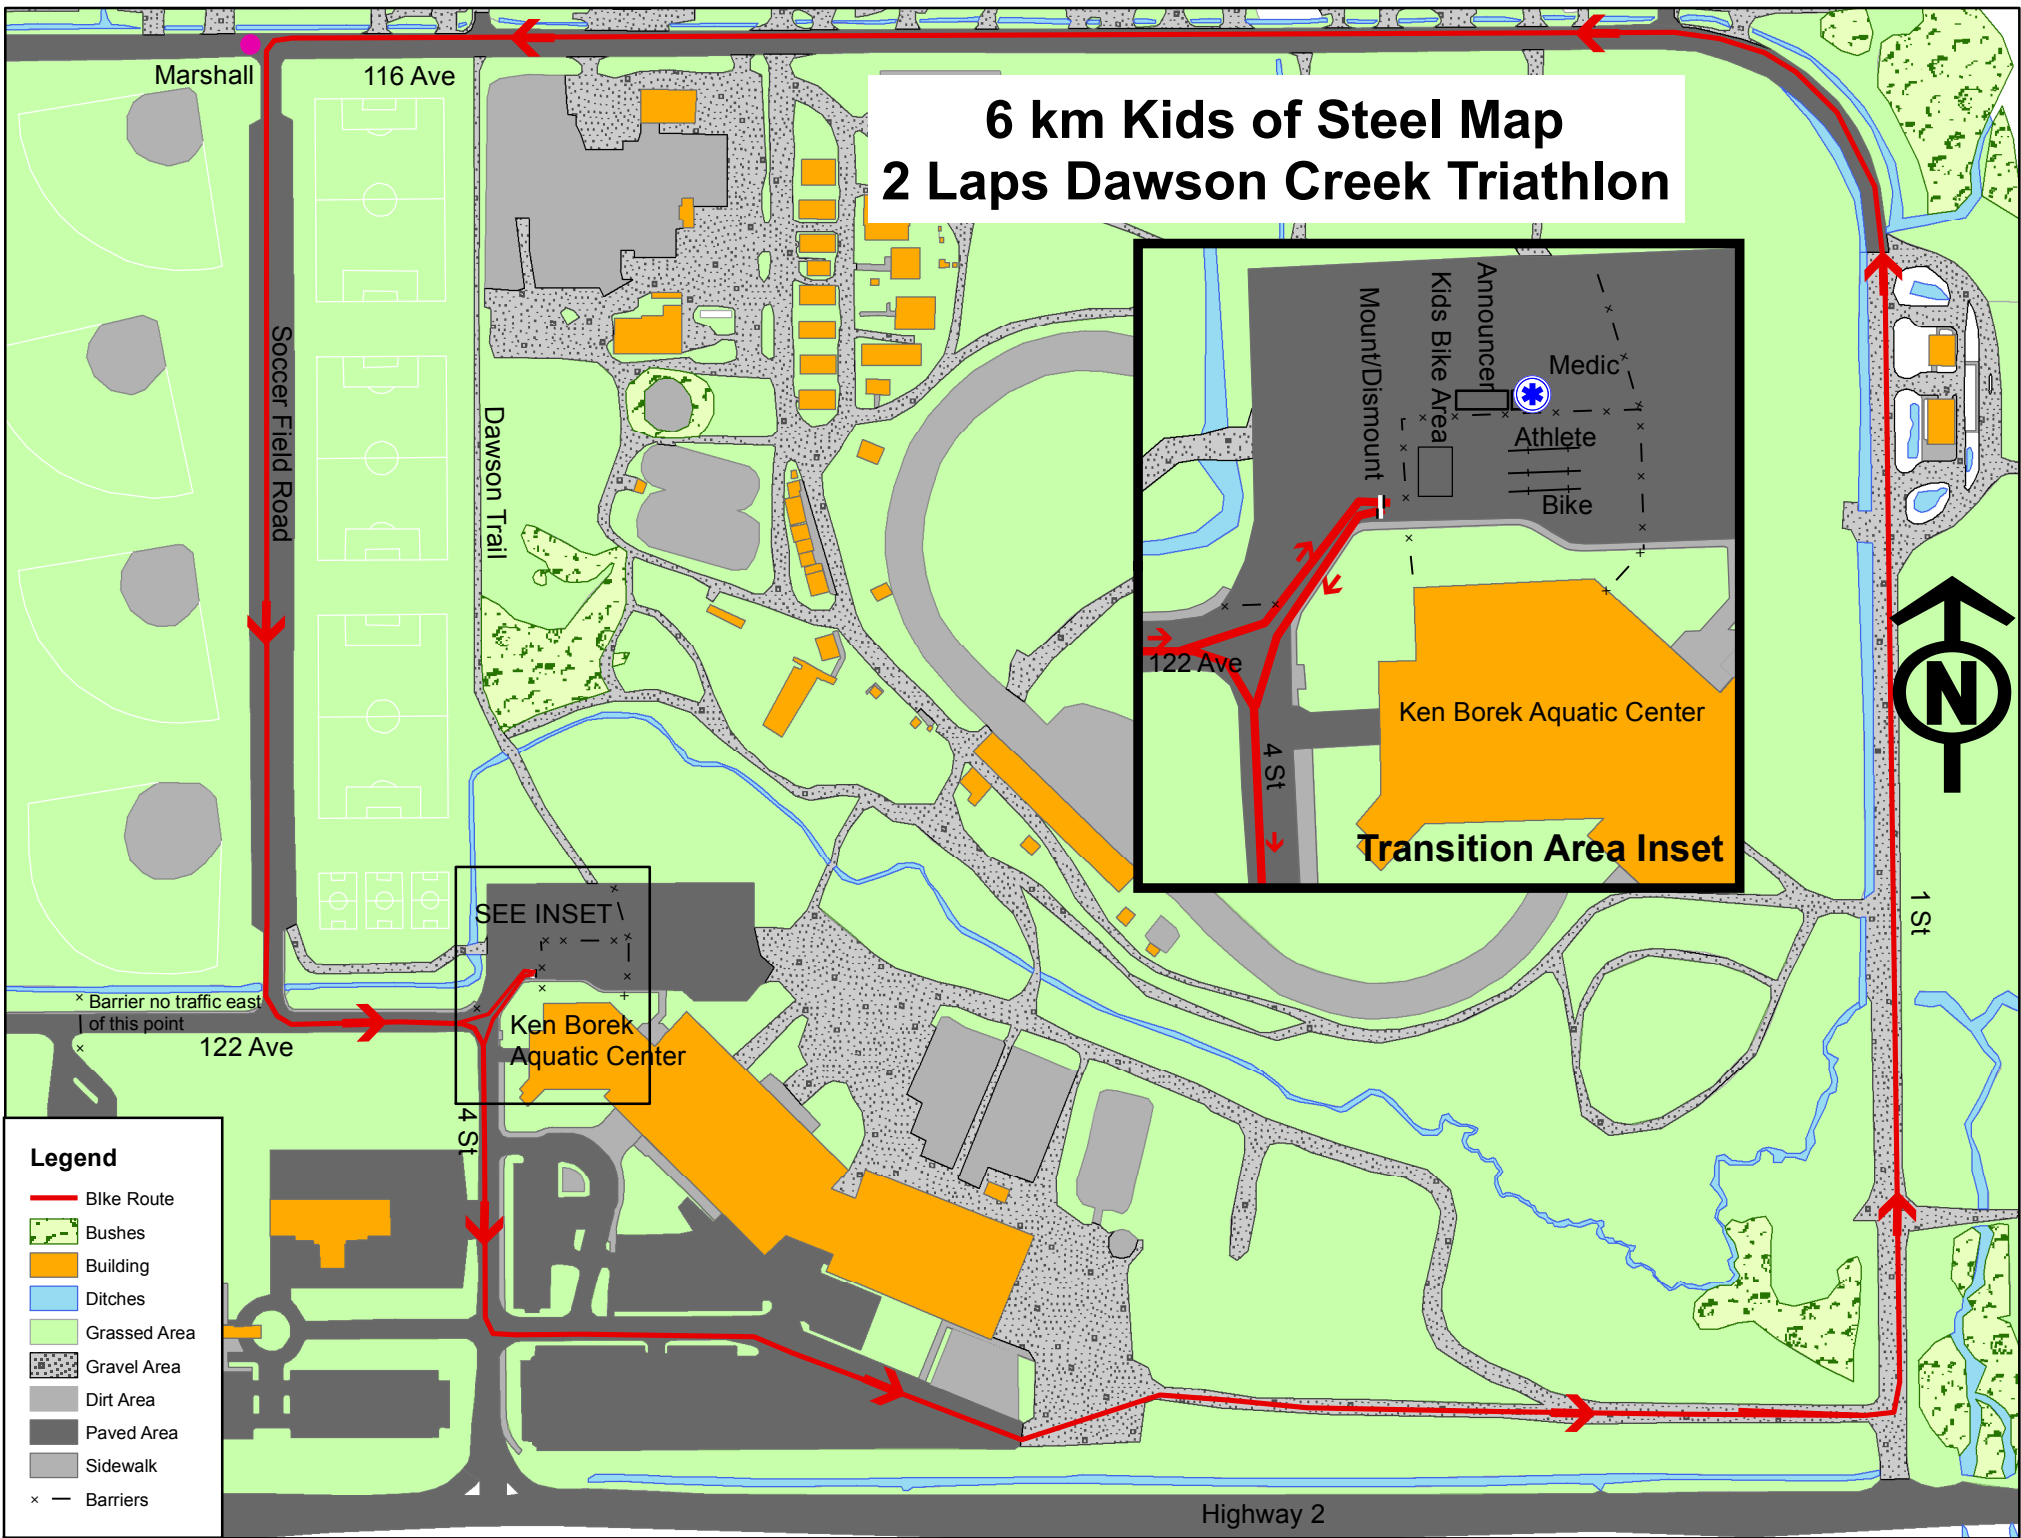 6 km Kids of Steel Map
2 Laps Dawson Creek Triathlon
Marshall
116 Ave
Soccer Field Road
Dawson Trail
Mount/Dismount
Kids Bike Area
Announcer
Medic
Athlete
Bike
122 Ave
Ken Borek Aquatic Center
4 St
Transition Area Inset
N
1 St
SEE INSET
Barrier no traffic east
of this point
122 Ave
Ken Borek
Aquatic Center
4 St
Legend
BIke Route
Bushes
Building
Ditches
Grassed Area
Gravel Area
Dirt Area
Paved Area
Sidewalk
Barriers
Highway 2